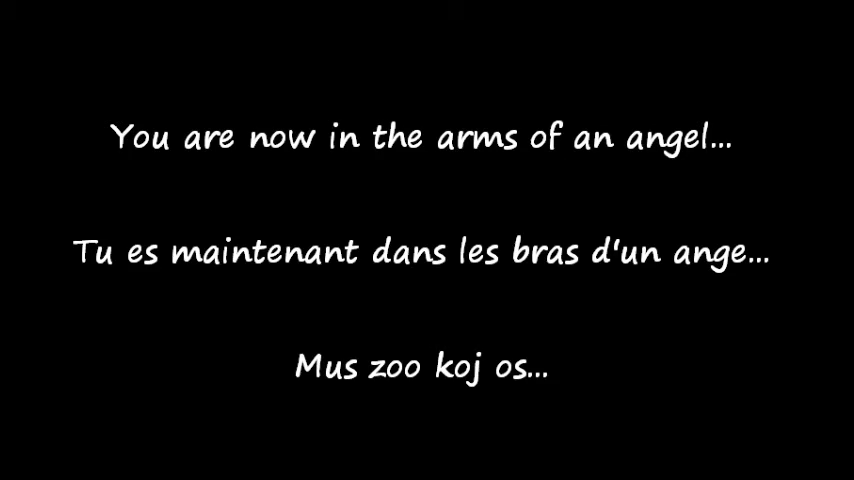 You are now in the arms of an angel...
Tu es maintenant dans les bras d'un ange...
Mus zoo koj os...